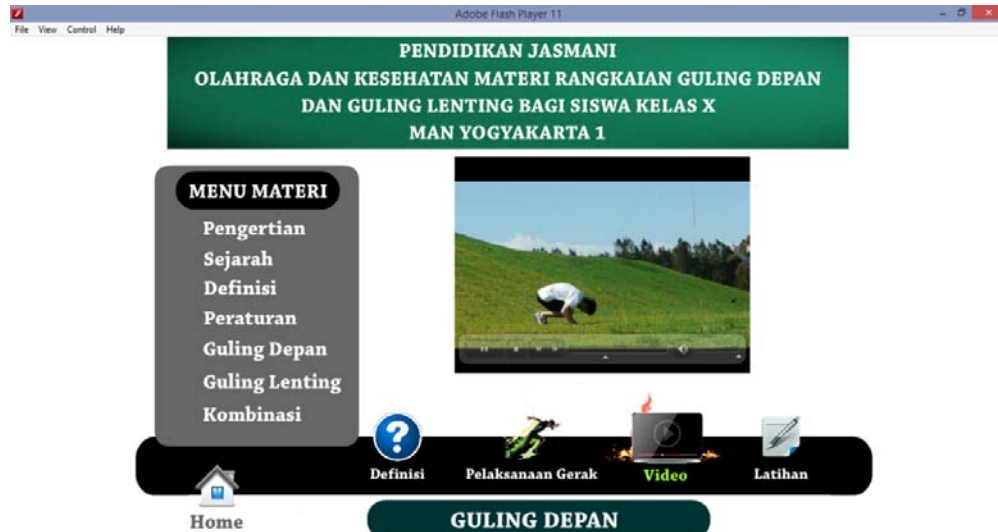 Adobe Flash Player 11
File View Control Help
PENDIDIKAN JASMANI
OLAHRAGA DAN KESEHATAN MATERI RANGKAIAN GULING DEPAN
DAN GULING LENTING BAGI SISWA KELAS X
MAN YOGYAKARTA 1
MENU MATERI
Pengertian
Sejarah
Definisi
Peraturan
Guling Depan
Guling Lenting
Kombinasi
Definisi Pelaksanaan Gerak Video Latihan
Home
GULING DEPAN